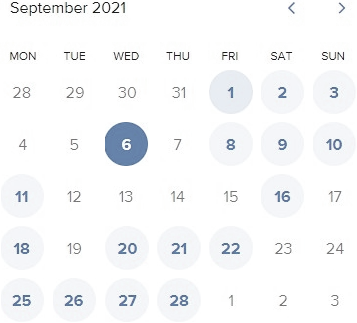 September 2021
MON TUE WED THU FRI SAT SUN
28 29 30 31 1 2 3
4 5 6 7 8 9 10
11 12 13 14 15 16 17
18 19 20 21 22 23 24
25 26 27 28 1 2 3